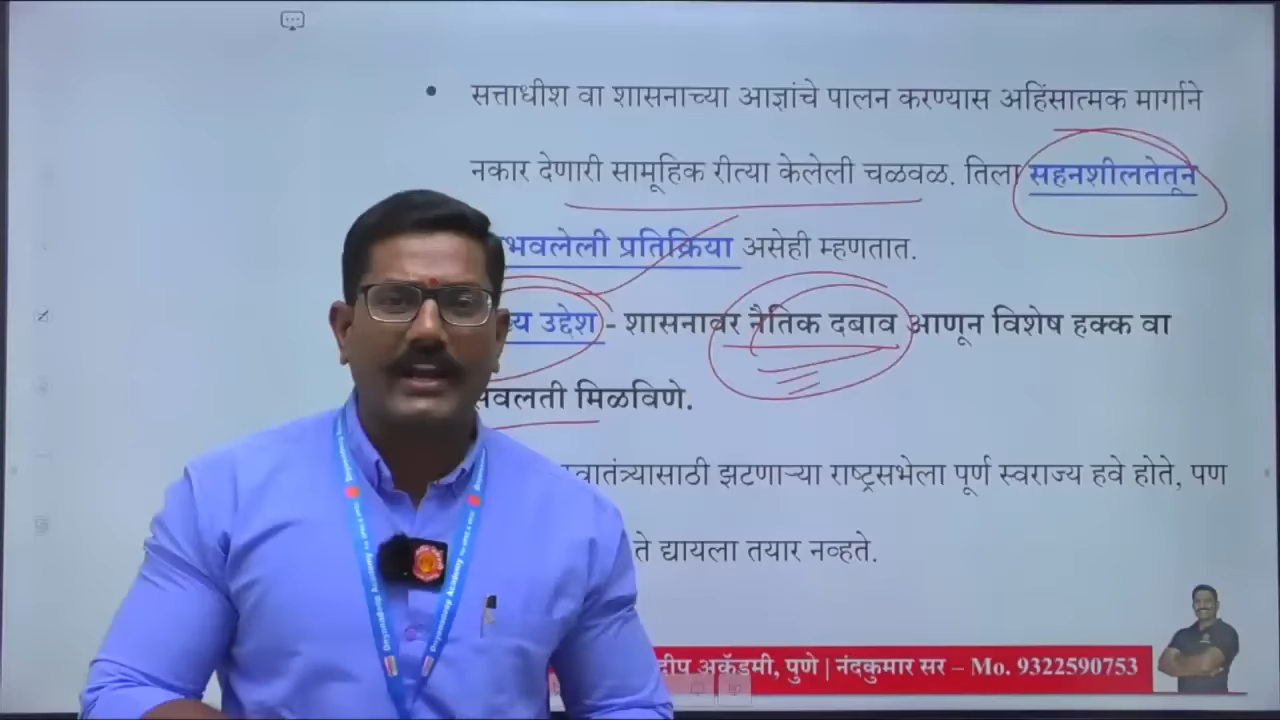 • सत्ताधीश वा शासनाच्या आज्ञांचे पालन करण्यास अहिंसात्मक मार्गाने
नकार देणारी सामूहिक रीत्या केलेली चळवळ. तिला सहनशीलतेतून
भवलेली प्रतिक्रिया असेही म्हणतात.
उद्देश - शासनावर नैतिक दबाव आणून विशेष हक्क वा
सवलती मिळविणे.
स्वातंत्र्यासाठी झटणाऱ्या राष्ट्रसभेला पूर्ण स्वराज्य हवे होते, पण
ते द्यायला तयार नव्हते.
अकॅडमी, पुणे | नंदकुमार सर – Mo. 9322590753